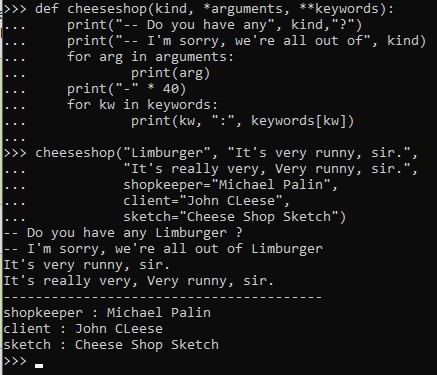 >>> def cheeseshop(kind, *arguments, **keywords):
...     print("-- Do you have any", kind,"?")
...     print("-- I'm sorry, we're all out of", kind)
...     for arg in arguments:
...             print(arg)
...     print("-" * 40)
...     for kw in keywords:
...             print(kw, ":", keywords[kw])
...
>>> cheeseshop("Limburger", "It's very runny, sir.",
...            "It's really very, Very runny, sir.",
...            shopkeeper="Michael Palin",
...            client="John CLeese",
...            sketch="Cheese Shop Sketch")
-- Do you have any Limburger ?
-- I'm sorry, we're all out of Limburger
It's very runny, sir.
It's really very, Very runny, sir.
----------------------------------------
shopkeeper : Michael Palin
client : John CLeese
sketch : Cheese Shop Sketch
>>>